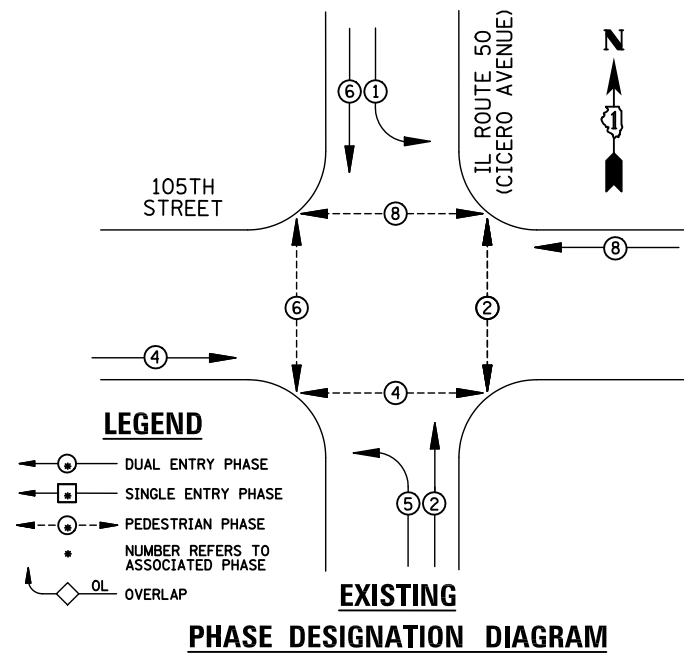 6
1
IL ROUTE 50
(CICERO AVENUE)
N
1
105TH
STREET
8
8
6
2
4
4
LEGEND
* DUAL ENTRY PHASE
* SINGLE ENTRY PHASE
* PEDESTRIAN PHASE
* NUMBER REFERS TO
ASSOCIATED PHASE
OL OVERLAP
5
2
EXISTING
PHASE DESIGNATION DIAGRAM